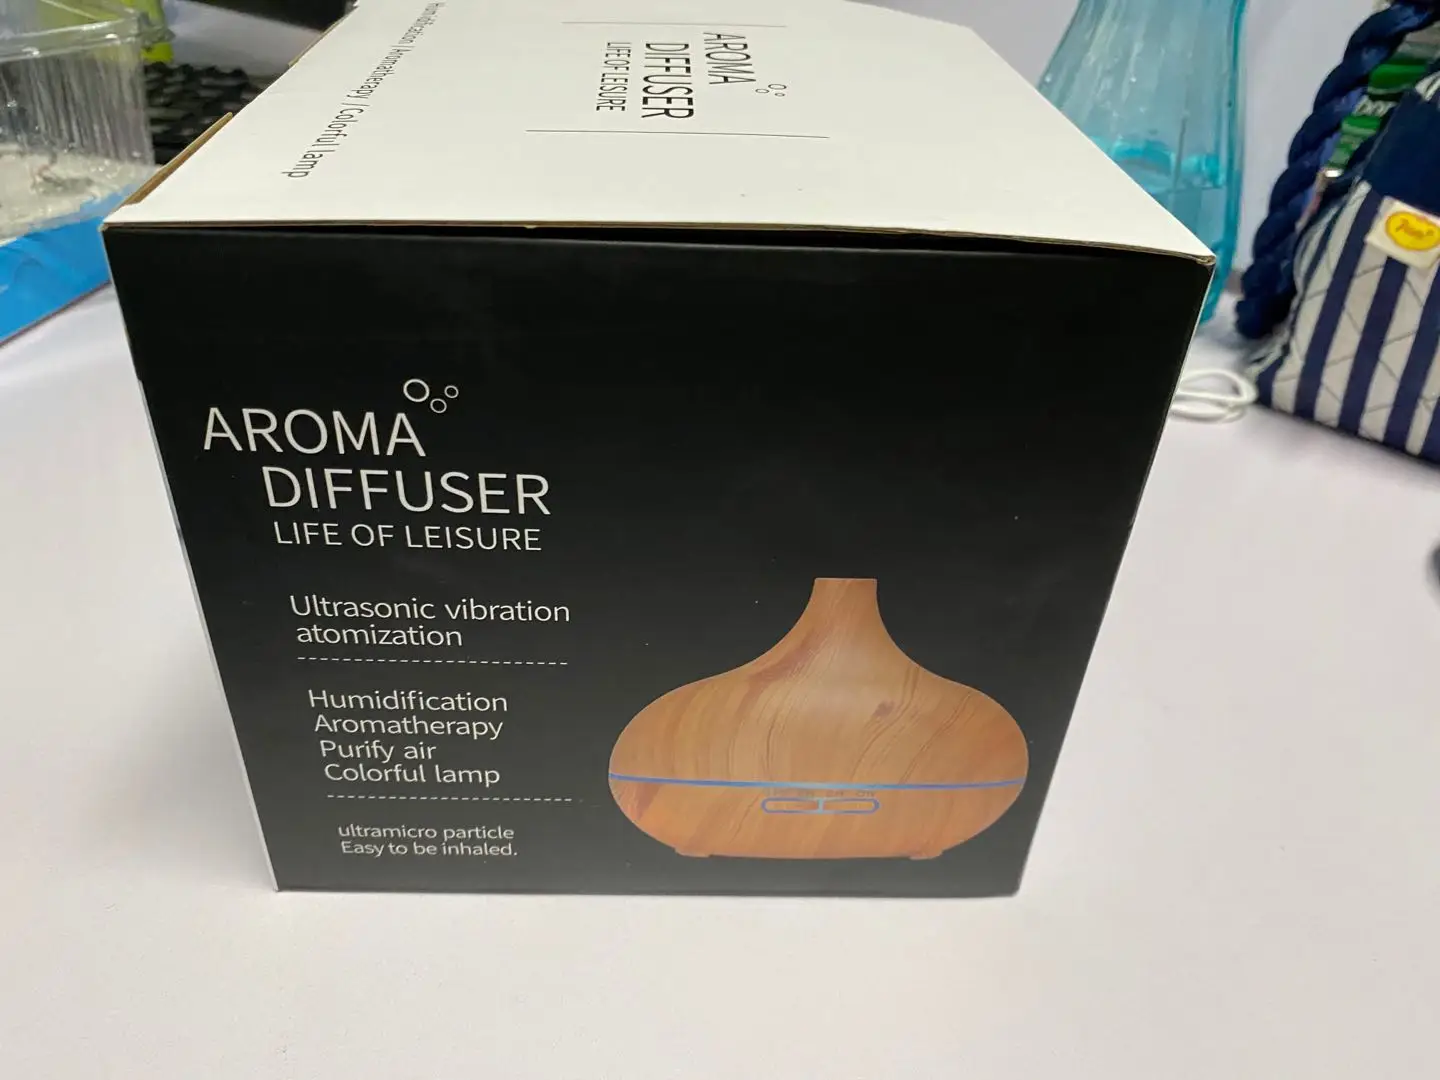 Humidification / Aromatherapy / Colorful lamp
AROMA
DIFFUSER
LIFE OF LEISURE
AROMA
DIFFUSER
LIFE OF LEISURE
Ultrasonic vibration
atomization
Humidification
Aromatherapy
Purify air
Colorful lamp
ultramicro particle
Easy to be inhaled.